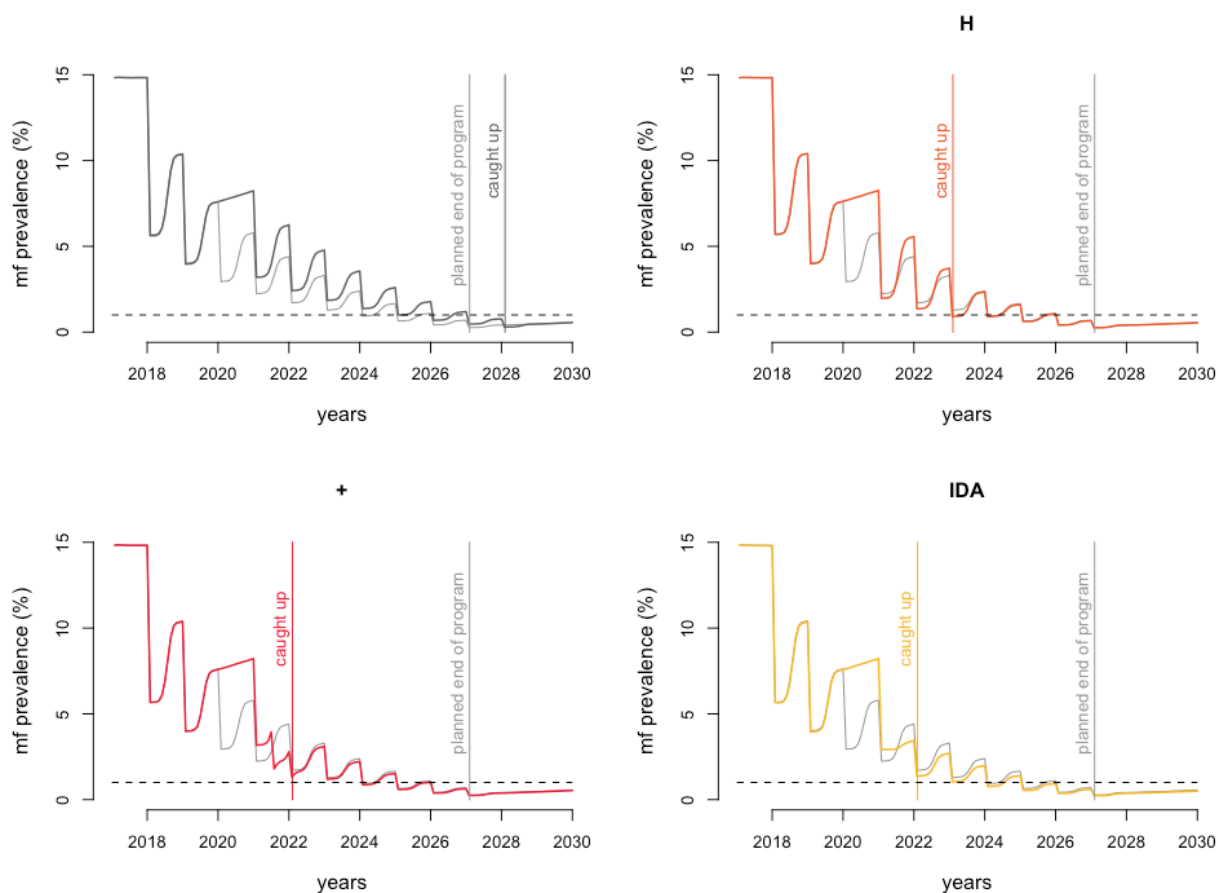 mf prevalence (%)
15
10
5
0
planned end of program
caught up
2018 2020 2022 2024 2026 2028 2030
years
H
mf prevalence (%)
15
10
5
0
caught up
planned end of program
2018 2020 2022 2024 2026 2028 2030
years
+
mf prevalence (%)
15
10
5
0
caught up
planned end of program
2018 2020 2022 2024 2026 2028 2030
years
IDA
mf prevalence (%)
15
10
5
0
caught up
planned end of program
2018 2020 2022 2024 2026 2028 2030
years